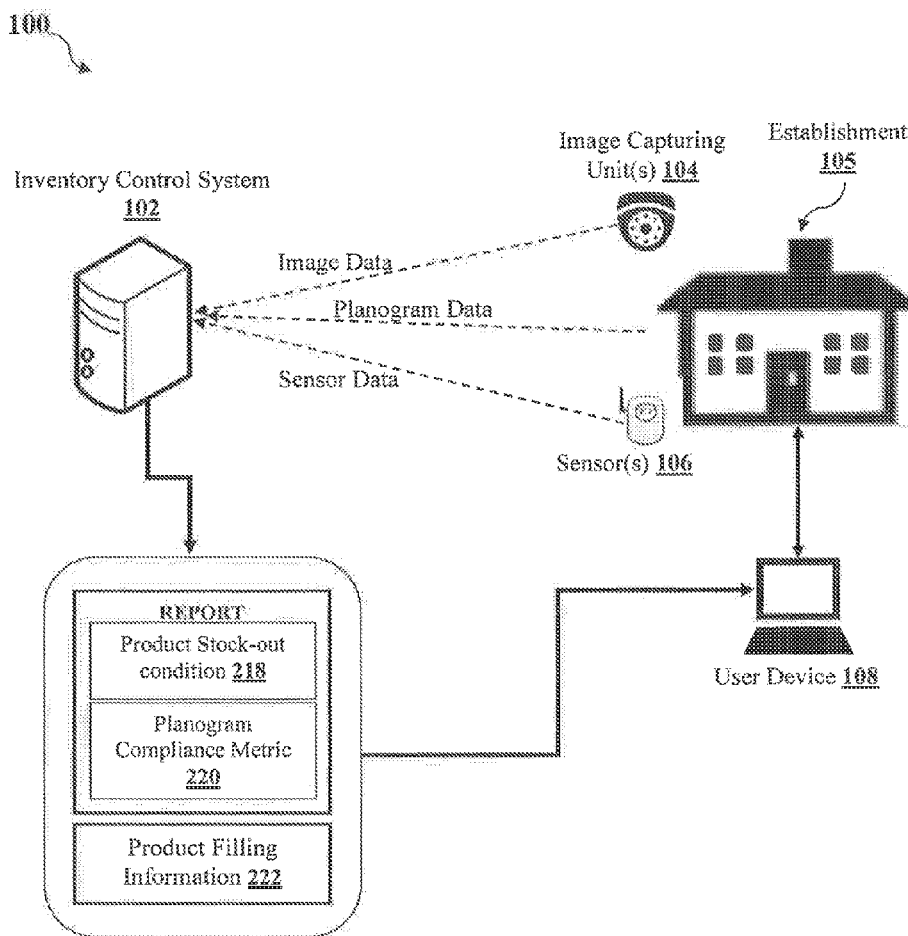 100
Inventory Control System
102
Image Capturing
Unit(s) 104
Establishment
105
Image Data
Planogram Data
Sensor Data
Sensor(s) 106
REPORT
Product Stock-out
condition 218
Planogram
Compliance Metric
220
Product Filling
Information 222
User Device 108